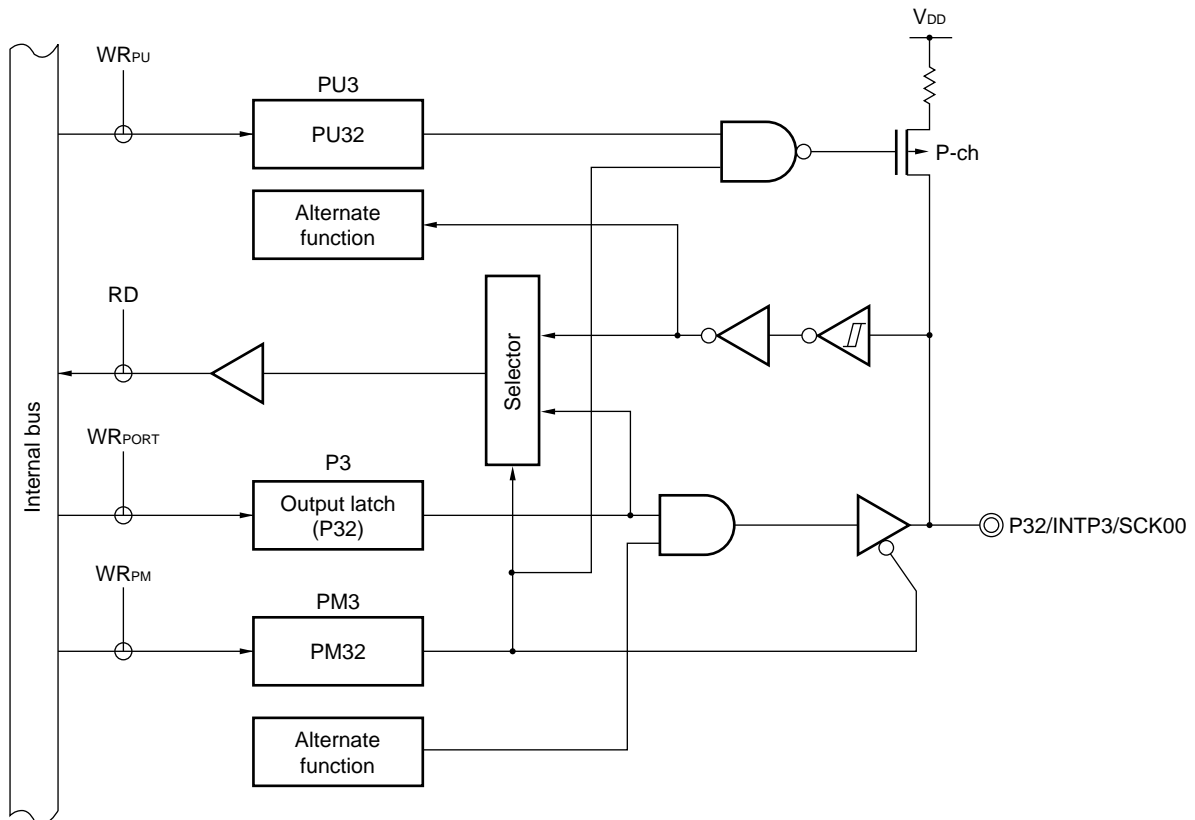 VDD
WRPU
PU3
PU32
P-ch
Alternate
function
RD
Selector
Internal bus
WRPORT
P3
Output latch
(P32)
P32/INTP3/SCK00
WRPM
PM3
PM32
Alternate
function